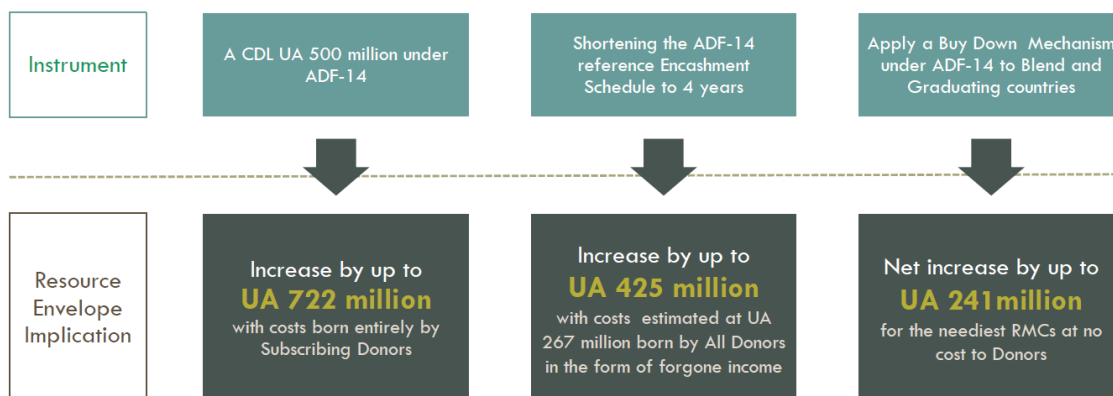 Instrument
A CDL UA 500 million under
ADF-14
Shortening the ADF-14
reference Encashment
Schedule to 4 years
Apply a Buy Down Mechanism
under ADF-14 to Blend and
Graduating countries
Resource
Envelope
Implication
Increase by up to
UA 722 million
with costs born entirely by
Subscribing Donors
Increase by up to
UA 425 million
with costs estimated at UA
267 million born by All Donors
in the form of forgone income
Net increase by up to
UA 241million
for the neediest RMCs at no
cost to Donors